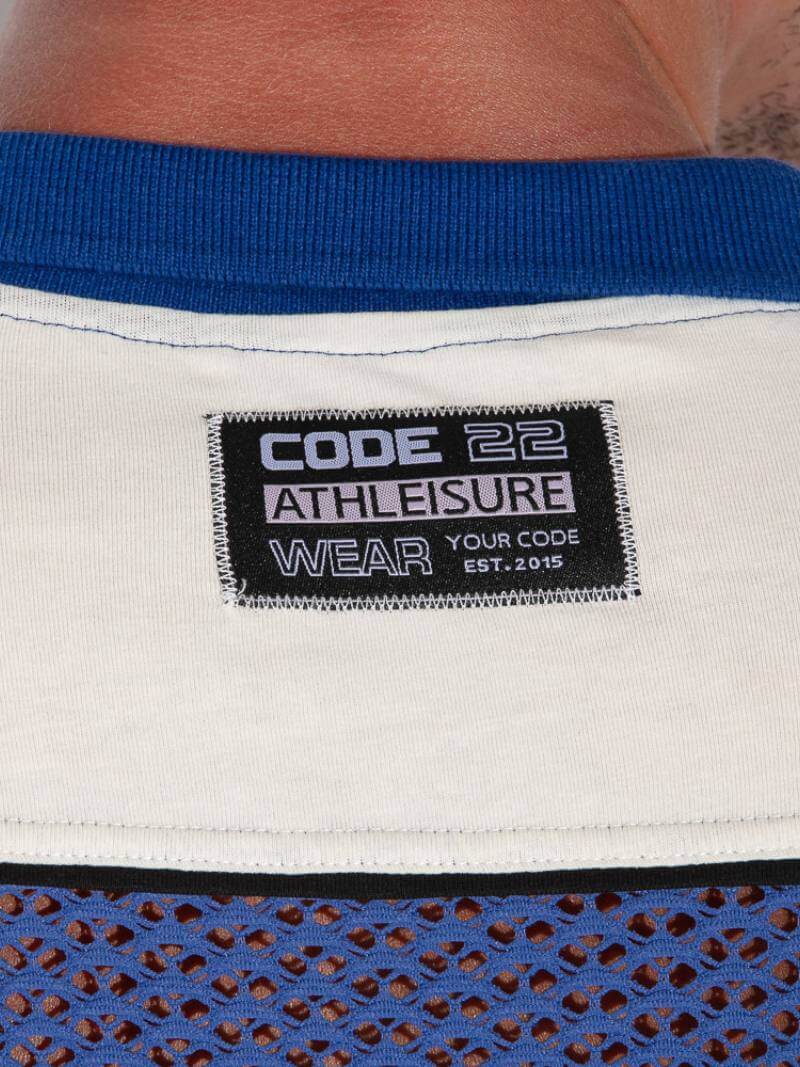 CODE 22
ATHLEISURE
WEAR YOUR CODE
EST. 2015